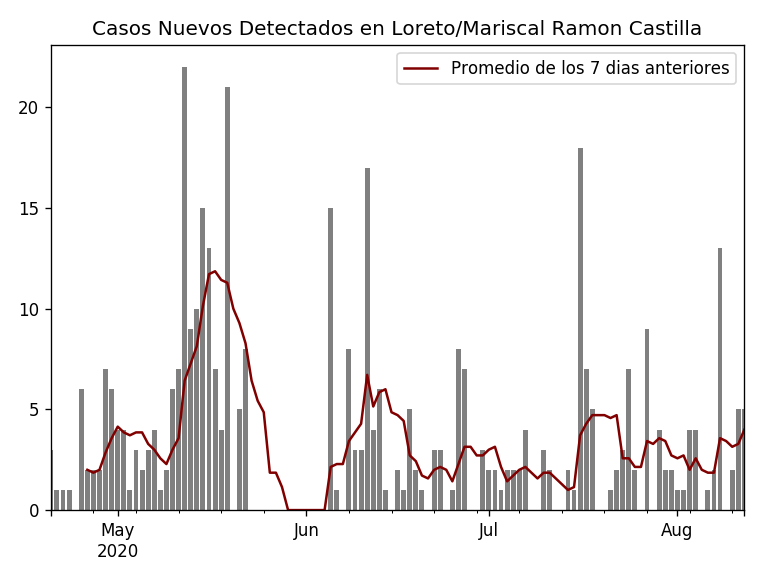 Casos Nuevos Detectados en Loreto/Mariscal Ramon Castilla
Promedio de los 7 dias anteriores
20
15
10
5
0
May Jun Jul Aug
2020